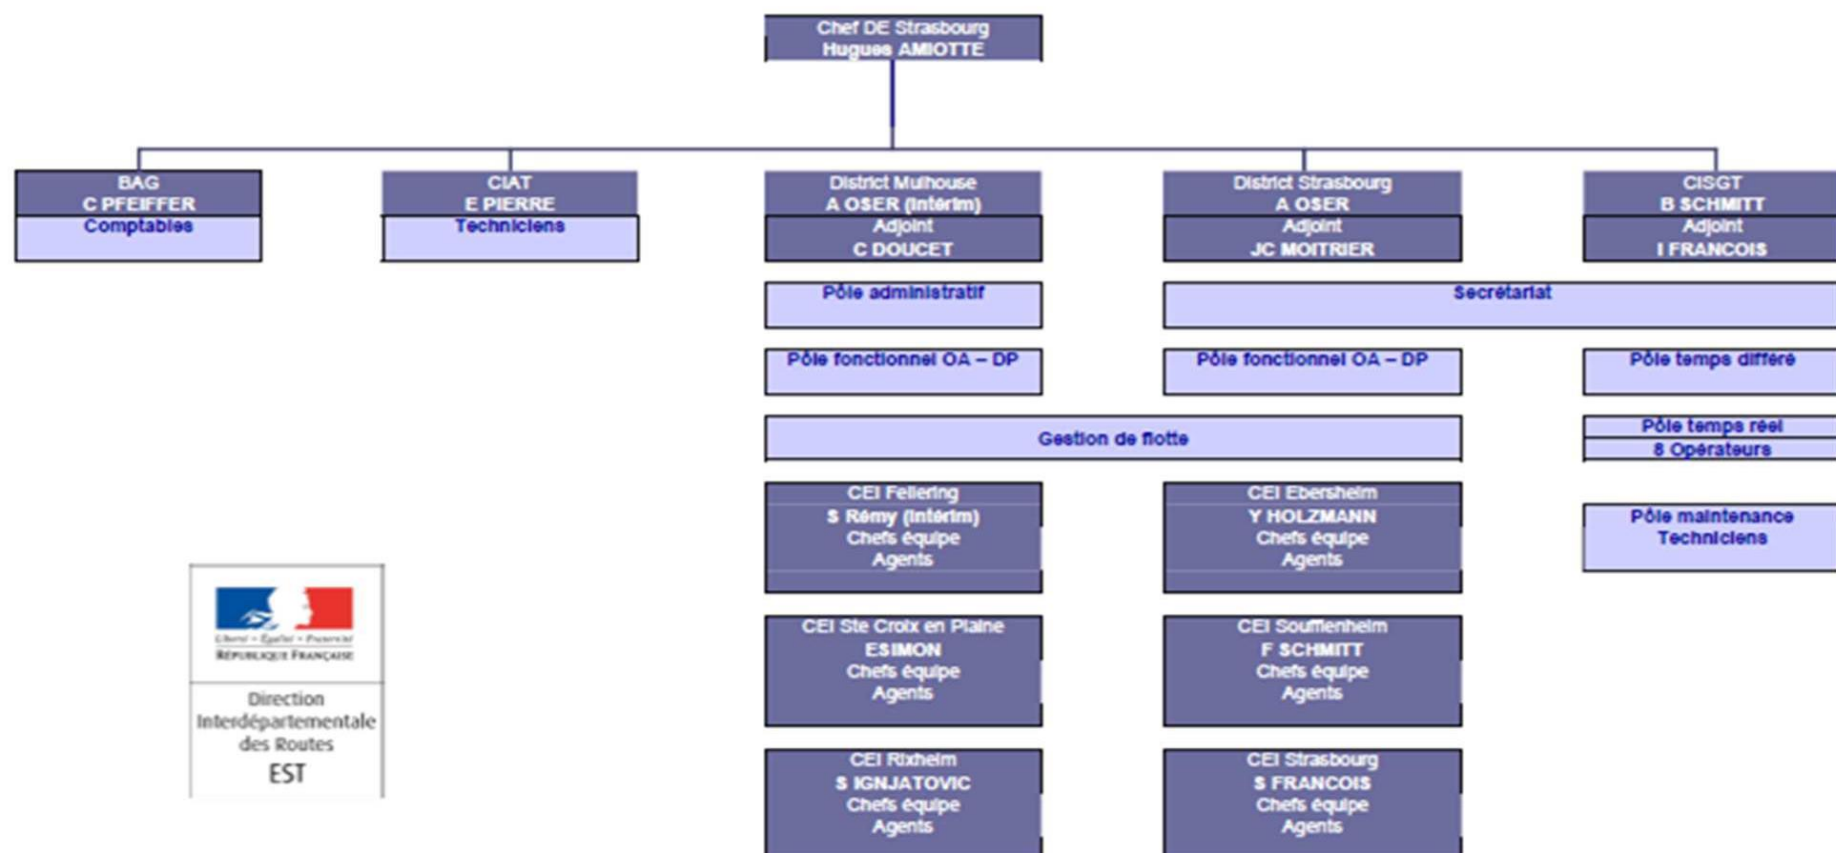 Chef DE Strasbourg
Hugues AMIOTTE
BAG
C PFEIFFER
Comptables
CIAT
E PIERRE
Techniciens
District Mulhouse
A OSER (Intérim)
Adjoint
C DOUCET
District Strasbourg
A OSER
Adjoint
JC MOITRIER
CISGT
B SCHMITT
Adjoint
I FRANCOIS
Pôle administratif
Secrétariat
Pôle fonctionnel OA – DP
Pôle fonctionnel OA – DP
Pôle temps différé
Gestion de flotte
Pôle temps réel
8 Opérateurs
CEI Fellering
S Rémy (Intérim)
Chefs équipe
Agents
CEI Ebersheim
Y HOLZMANN
Chefs équipe
Agents
Pôle maintenance
Techniciens
CEI Ste Croix en Plaine
ESIMON
Chefs équipe
Agents
CEI Soufflenheim
F SCHMITT
Chefs équipe
Agents
CEI Rixheim
S IGNJATOVIC
Chefs équipe
Agents
CEI Strasbourg
S FRANCOIS
Chefs équipe
Agents
Liberté • Égalité • Fraternité
RÉPUBLIQUE FRANÇAISE
Direction
Interdépartementale
des Routes
EST